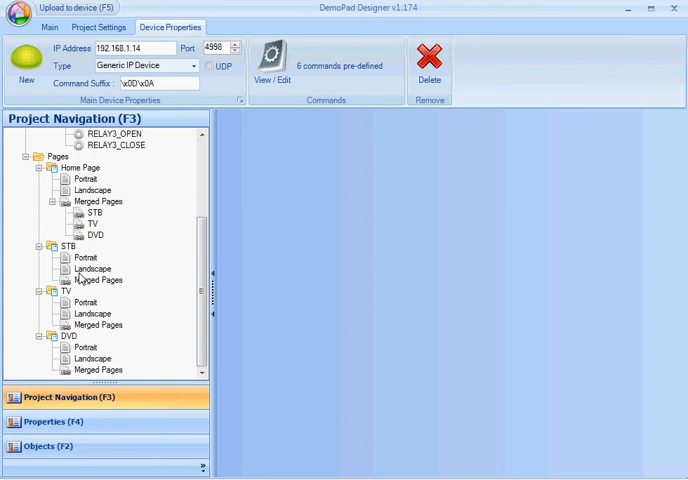 Upload to device (F5)
DemoPad Designer v1.174
Main Project Settings Device Properties
IP Address 192.168.1.14 Port 4998
Type Generic IP Device UDP
Command Suffix : \x0D\x0A
New
Main Device Properties
View / Edit
6 commands pre-defined
Commands
Delete
Remove
Project Navigation (F3)
RELAY3_OPEN
RELAY3_CLOSE
Pages
Home Page
Portrait
Landscape
Merged Pages
STB
TV
DVD
STB
Portrait
Landscape
Merged Pages
TV
Portrait
Landscape
Merged Pages
DVD
Portrait
Landscape
Merged Pages
Project Navigation (F3)
Properties (F4)
Objects (F2)